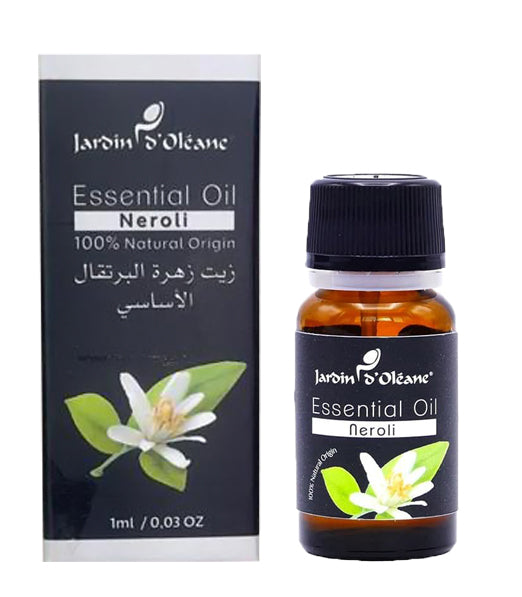 Jardin d'Oléane
Essential Oil
Neroli
100% Natural Origin
زيت زهرة البرتقال
الأساسي
1ml / 0,03 OZ
Jardin d'Oléane®
Essential Oil
neroli
100% Natural Origin